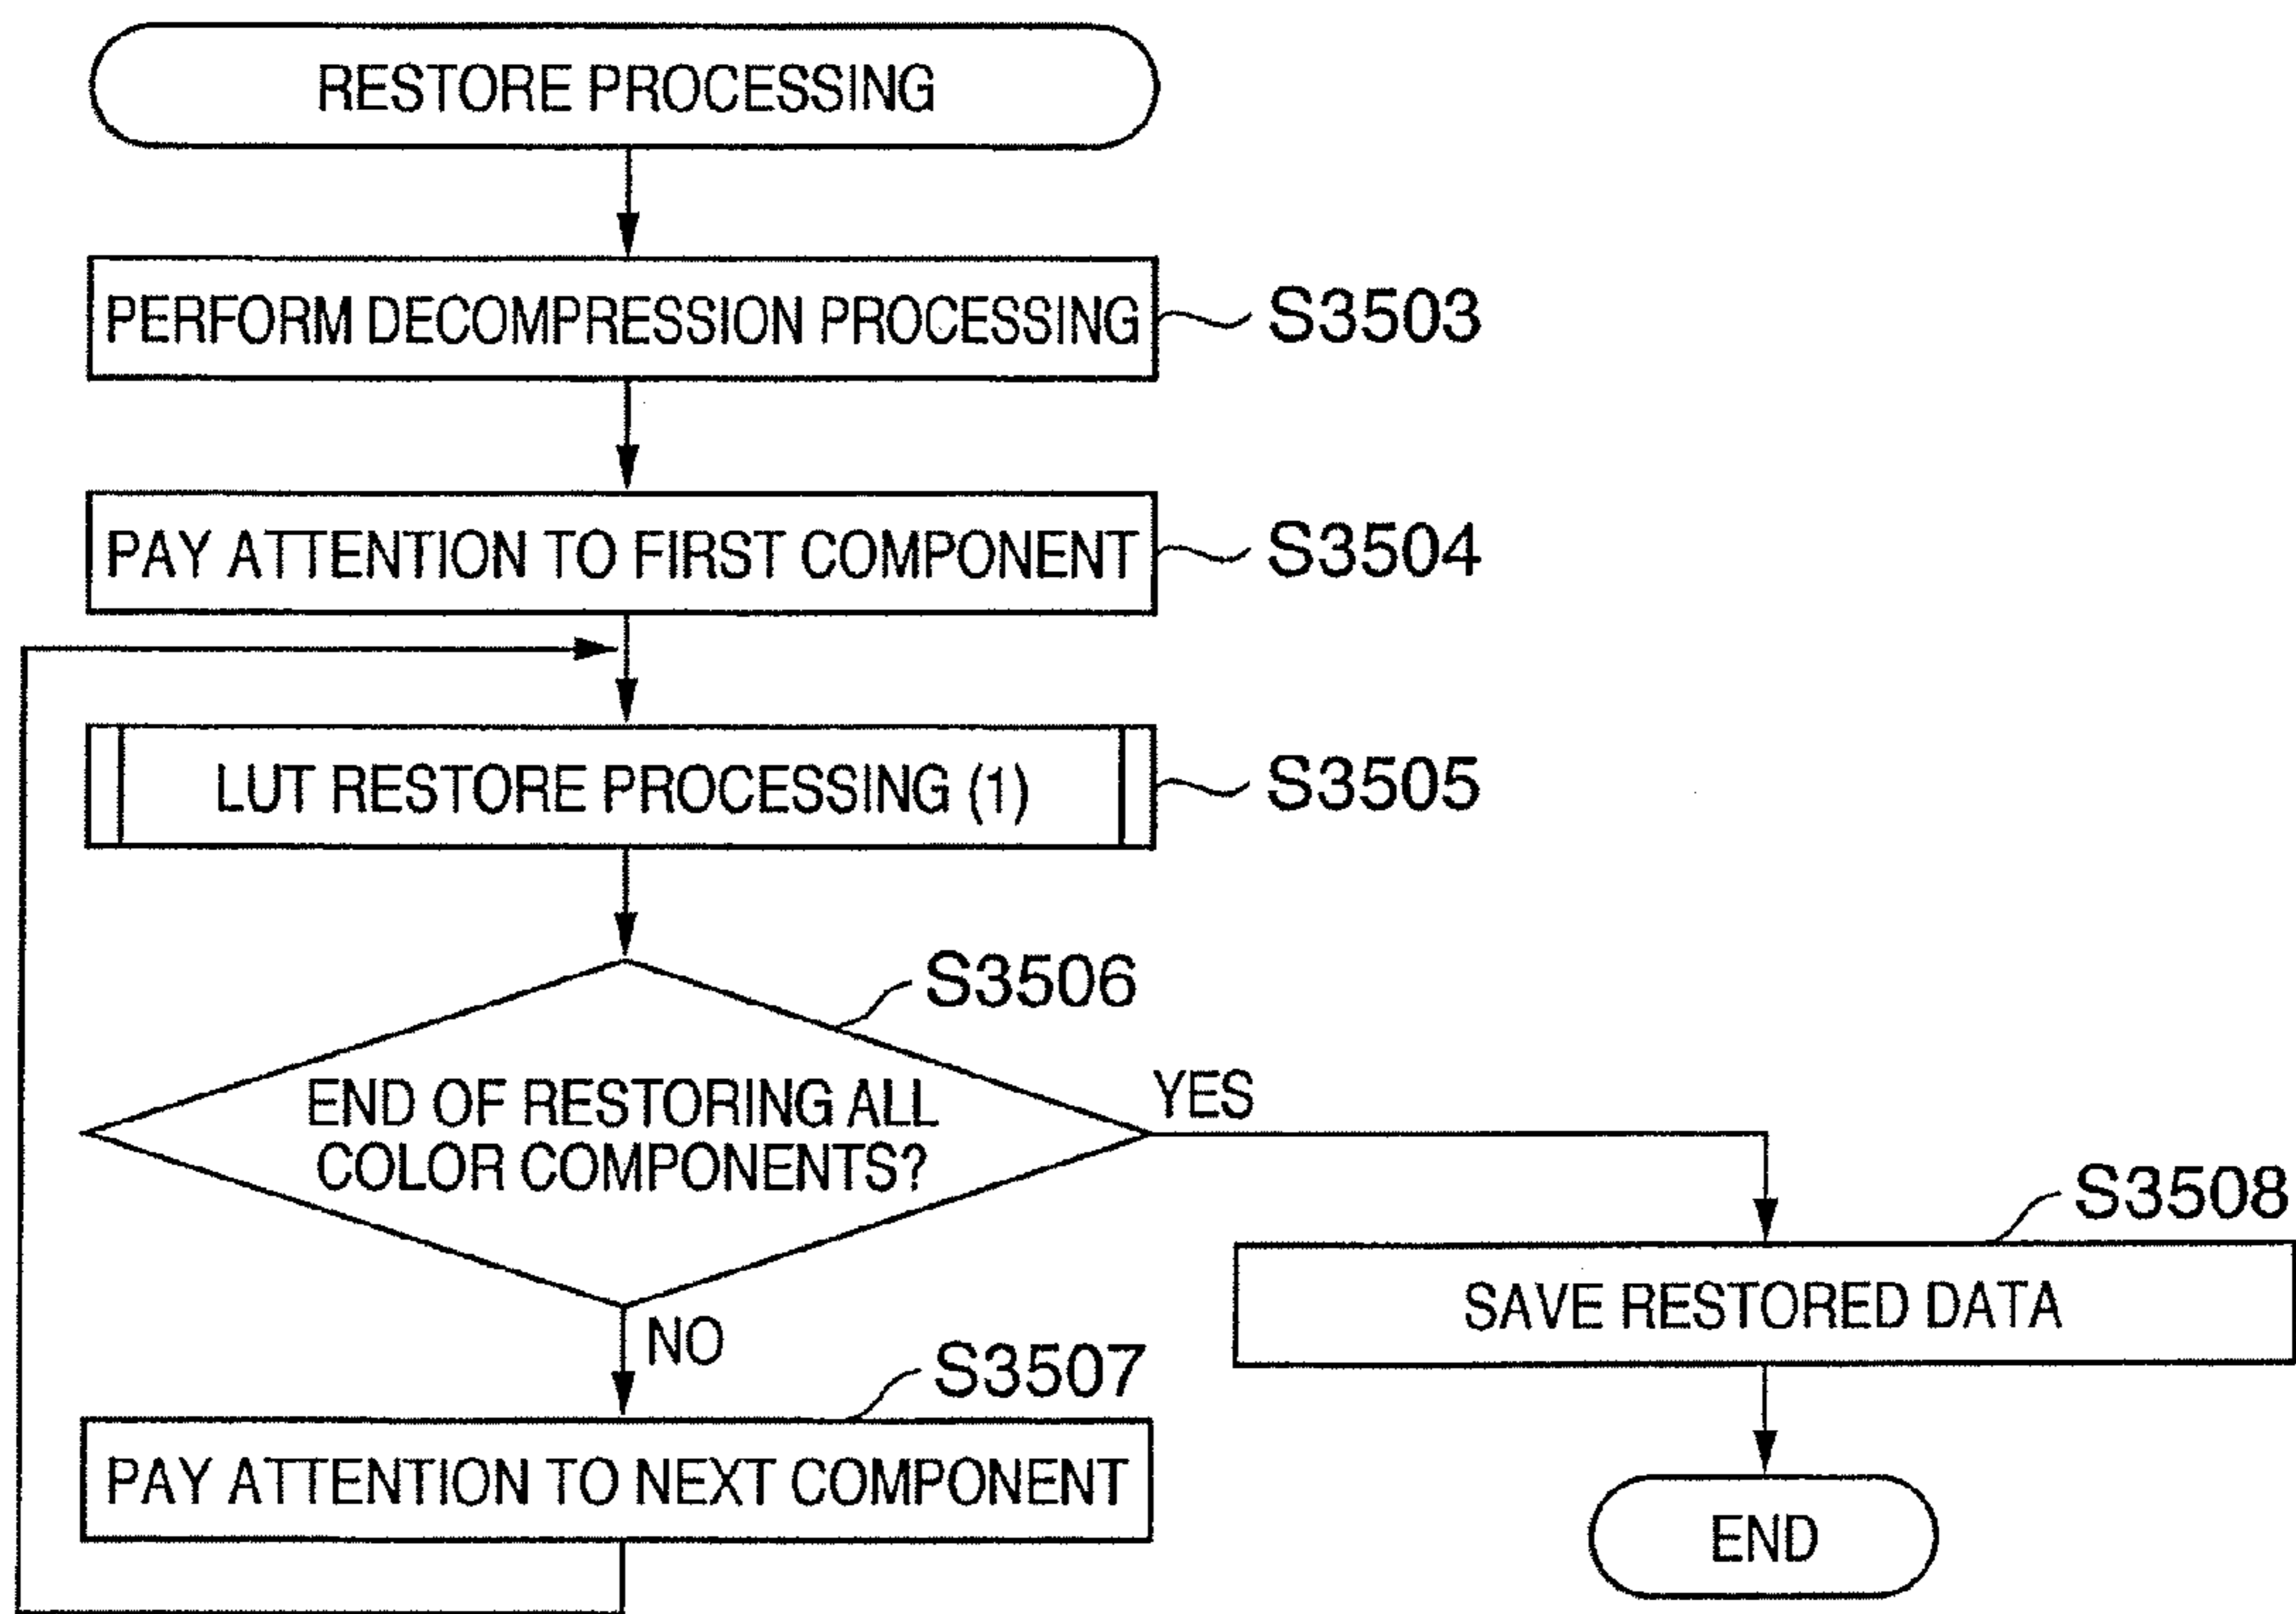 RESTORE PROCESSING
PERFORM DECOMPRESSION PROCESSING
S3503
PAY ATTENTION TO FIRST COMPONENT
S3504
LUT RESTORE PROCESSING (1)
S3505
S3506
END OF RESTORING ALL
COLOR COMPONENTS?
YES
NO
S3507
PAY ATTENTION TO NEXT COMPONENT
S3508
SAVE RESTORED DATA
END